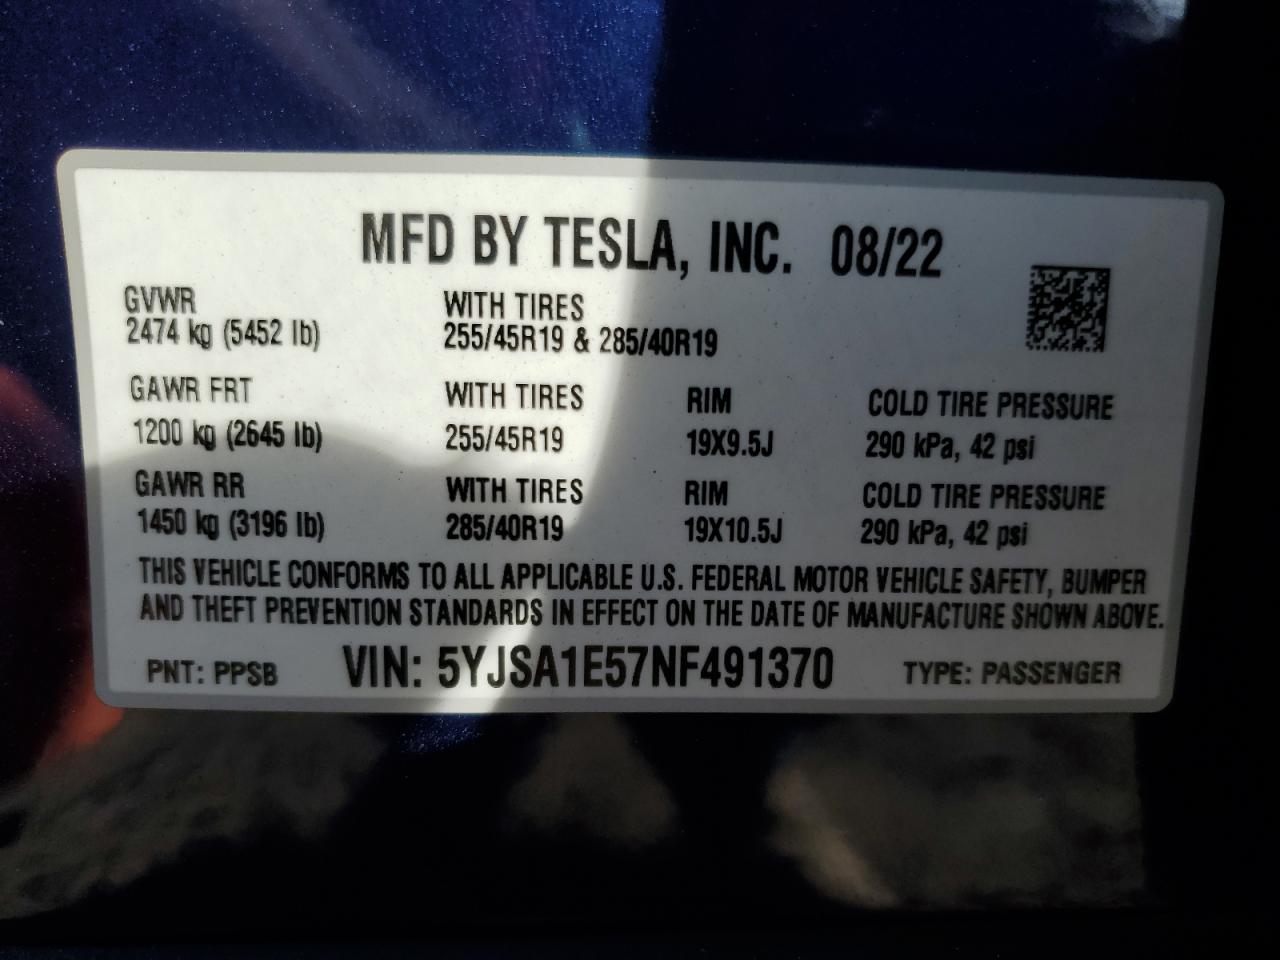 MFD BY TESLA, INC. 08/22
GVWR WITH TIRES
2474 kg (5452 lb) 255/45R19 & 285/40R19
GAWR FRT WITH TIRES RIM COLD TIRE PRESSURE
1200 kg (2645 lb) 255/45R19 19X9.5J 290 kPa, 42 psi
GAWR RR WITH TIRES RIM COLD TIRE PRESSURE
1450 kg (3196 lb) 285/40R19 19X10.5J 290 kPa, 42 psi
THIS VEHICLE CONFORMS TO ALL APPLICABLE U.S. FEDERAL MOTOR VEHICLE SAFETY, BUMPER
AND THEFT PREVENTION STANDARDS IN EFFECT ON THE DATE OF MANUFACTURE SHOWN ABOVE.
PNT: PPSB VIN: 5YJSA1E57NF491370 TYPE: PASSENGER